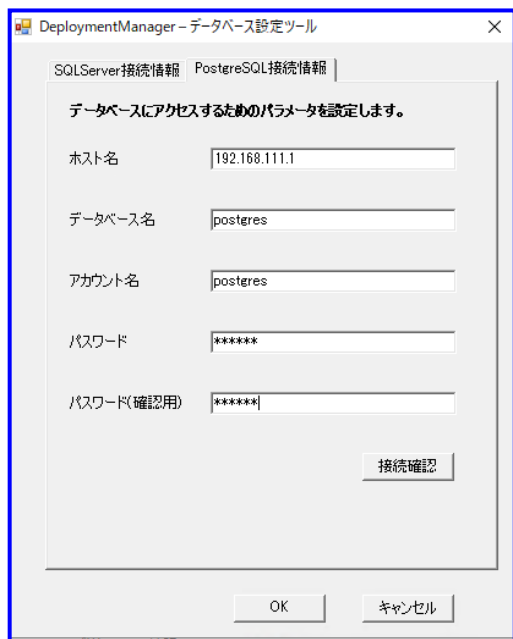 DeploymentManager – データベース設定ツール
SQLServer接続情報 PostgreSQL接続情報
データベースにアクセスするためのパラメータを設定します。
ホスト名 192.168.111.1
データベース名 postgres
アカウント名 postgres
パスワード ******
パスワード(確認用) ******
接続確認
OK キャンセル